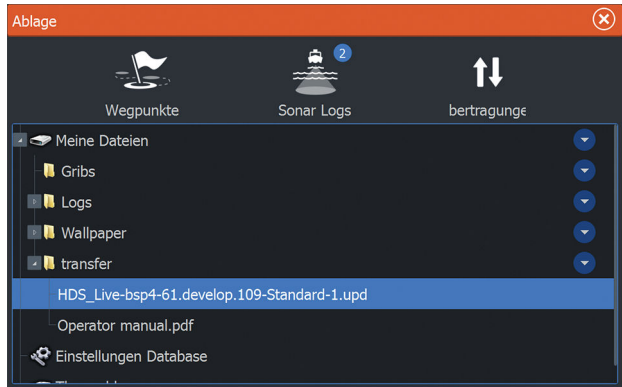 Ablage
2
Wegpunkte
Sonar Logs
bertragunge
Meine Dateien
Gribs
Logs
Wallpaper
transfer
HDS_Live-bsp4-61.develop.109-Standard-1.upd
Operator manual.pdf
Einstellungen Database